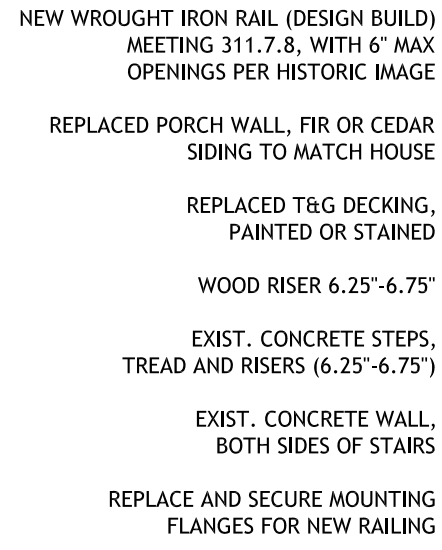 NEW WROUGHT IRON RAIL (DESIGN BUILD)
MEETING 311.7.8, WITH 6" MAX
OPENINGS PER HISTORIC IMAGE
REPLACED PORCH WALL, FIR OR CEDAR
SIDING TO MATCH HOUSE
REPLACED T&G DECKING,
PAINTED OR STAINED
WOOD RISER 6.25"-6.75"
EXIST. CONCRETE STEPS,
TREAD AND RISERS (6.25"-6.75")
EXIST. CONCRETE WALL,
BOTH SIDES OF STAIRS
REPLACE AND SECURE MOUNTING
FLANGES FOR NEW RAILING